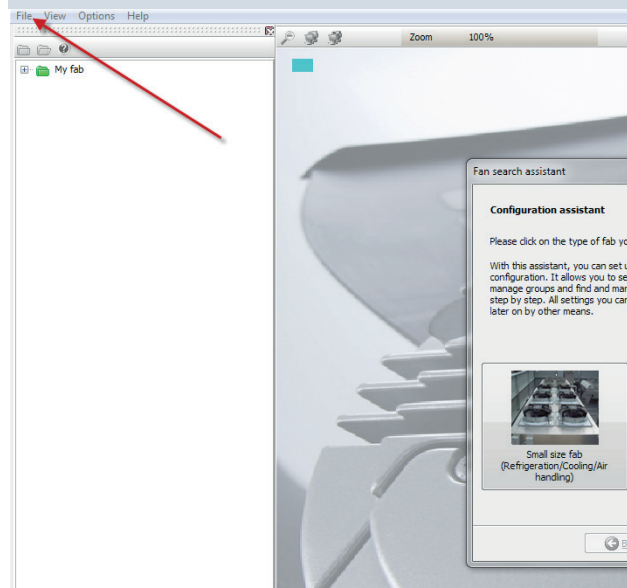 File View Options Help
Zoom 100%
My fab
Fan search assistant
Configuration assistant
Please click on the type of fab yo
With this assistant, you can set u
configuration. It allows you to se
manage groups and find and mar
step by step. All settings you can
later on by other means.
Small size fab
(Refrigeration/Cooling/Air
handling)